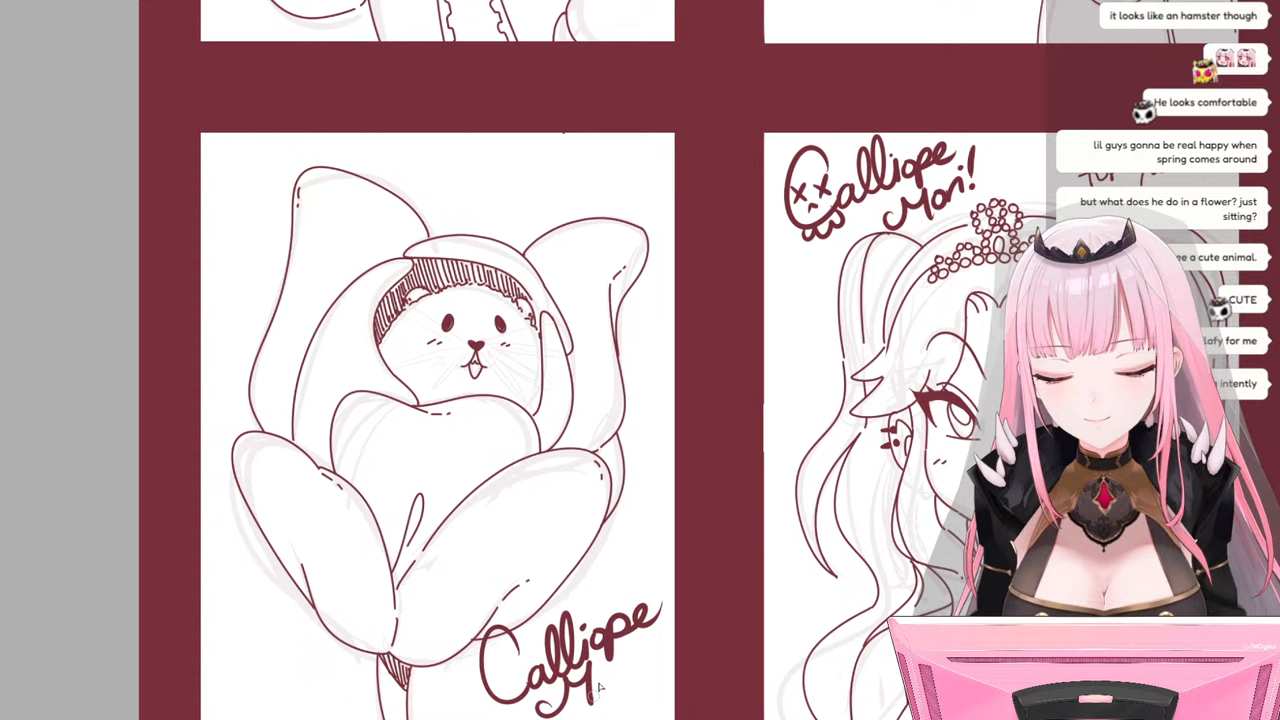 it looks like an hamster though
He looks comfortable
lil guys gonna be real happy when
spring comes around
but what does he do in a flower? just
sitting?
a cute animal.
CUTE
for me
intently
Calliope
Mori!
Calliope
M